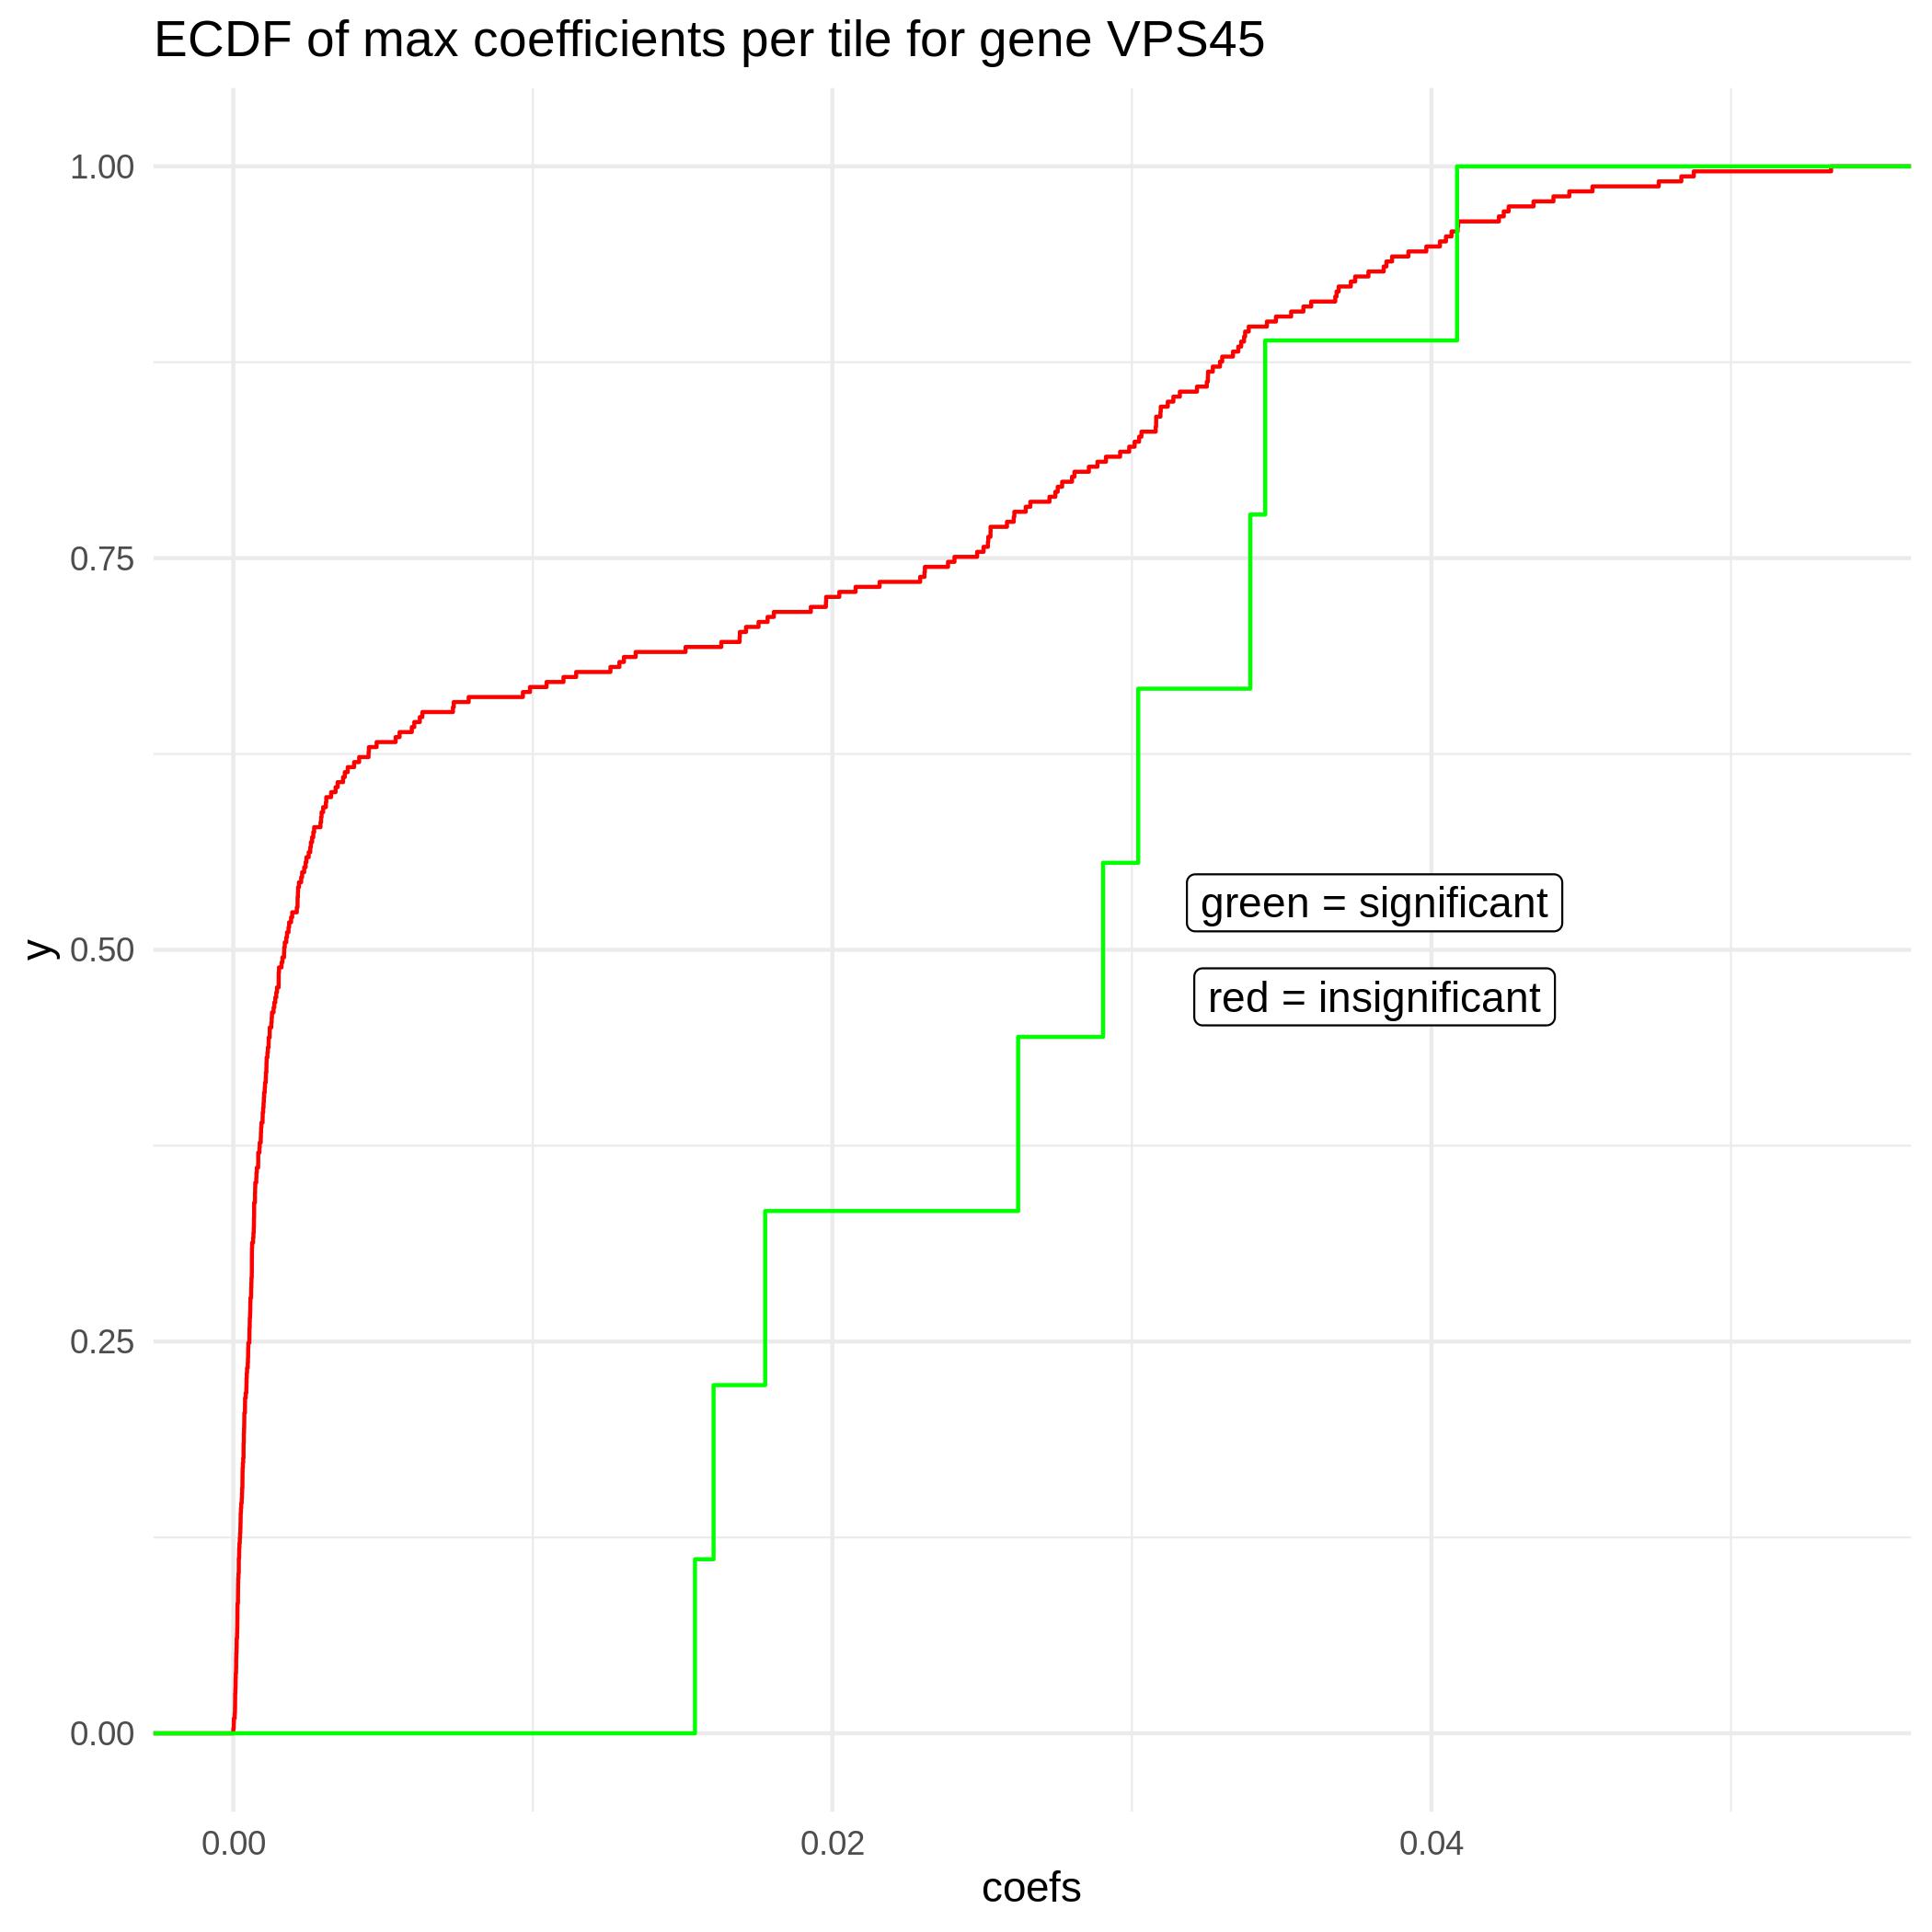 ECDF of max coefficients per tile for gene VPS45
1.00
0.75
0.50
0.25
0.00
y
green = significant
red = insignificant
0.00 0.02 0.04
coefs